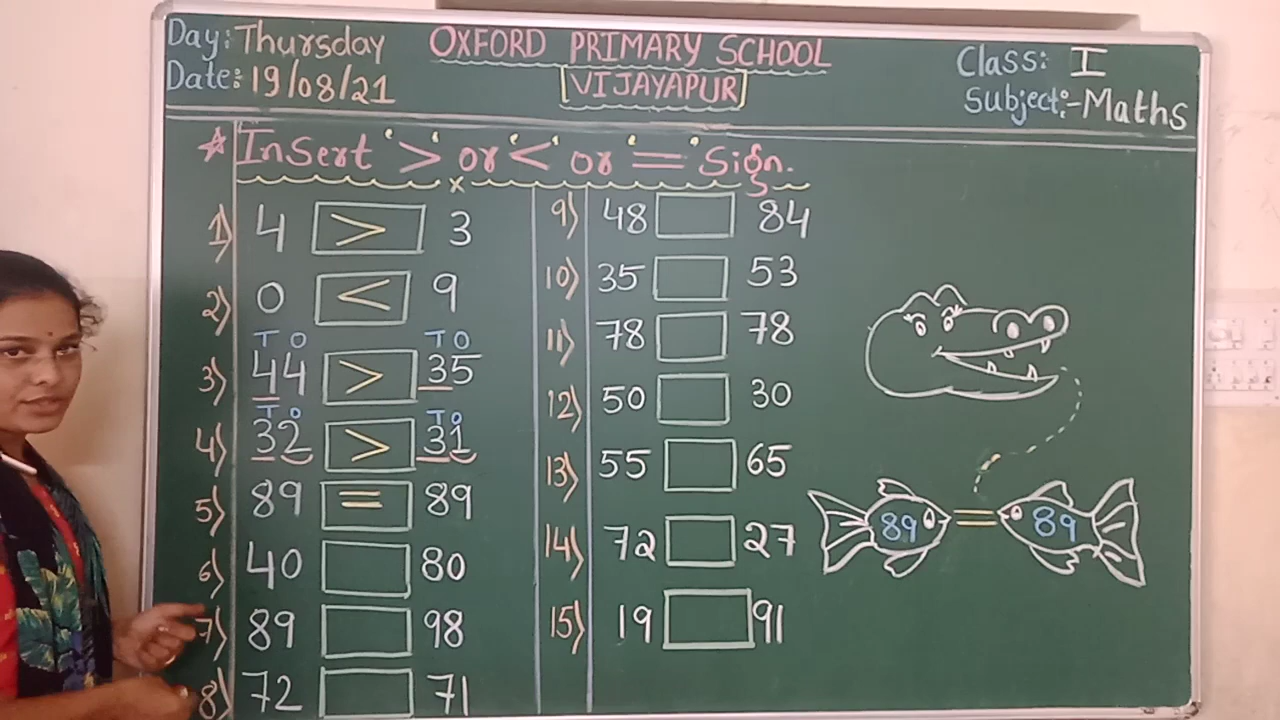 Day: Thursday
Date: 19/08/21
OXFORD PRIMARY SCHOOL
VIJAYAPUR
Class: I
Subject:- Maths
Insert '>' or '<' or '=' Sign.
1) 4 > 3
2) 0 < 9
T O T O
3) 44 > 35
T O T O
4) 32 > 31
5) 89 = 89
6) 40 80
7) 89 98
8) 72 71
9) 48 84
10) 35 53
11) 78 78
12) 50 30
13) 55 65
14) 72 27
15) 19 91
89 = 89